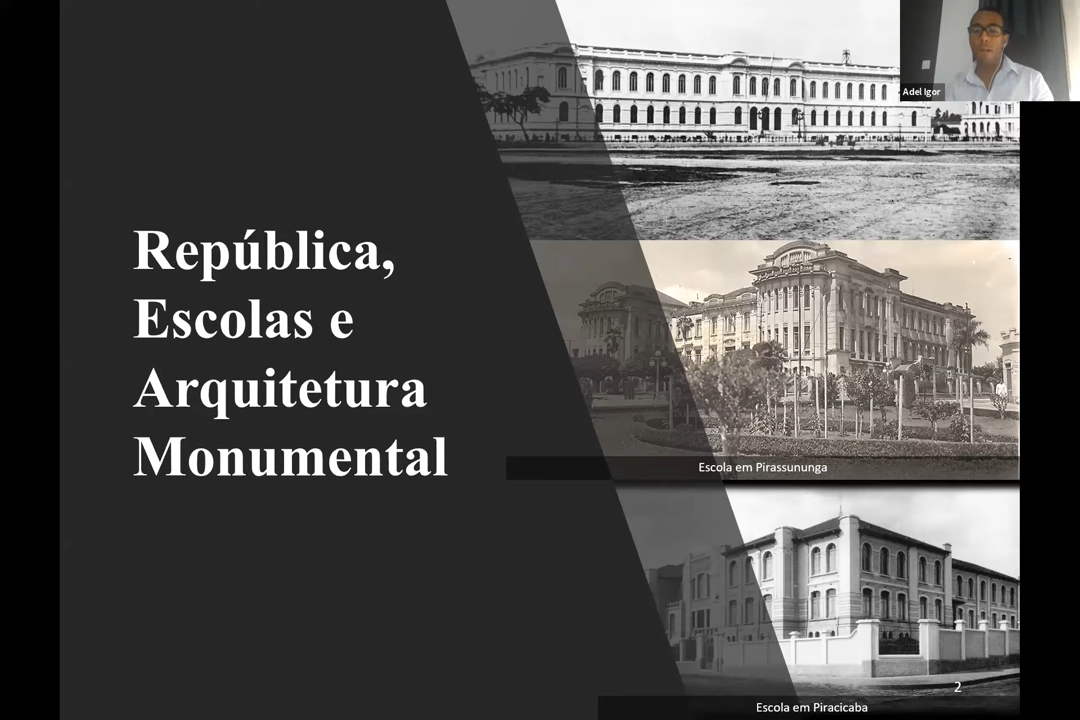 Adel Igor
República,
Escolas e
Arquitetura
Monumental
Escola em Pirassununga
2
Escola em Piracicaba